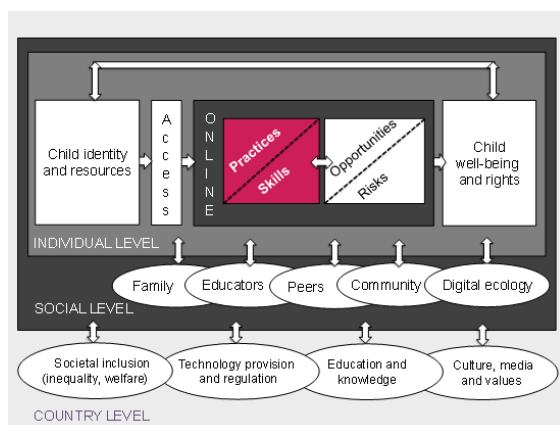 Child identity
and resources
Access
ONLINE
Practices
Skills
Opportunities
Risks
Child
well-being
and rights
INDIVIDUAL LEVEL
Family
Educators
Peers
Community
Digital ecology
SOCIAL LEVEL
Societal inclusion
(inequality, welfare)
Technology provision
and regulation
Education and
knowledge
Culture, media
and values
COUNTRY LEVEL